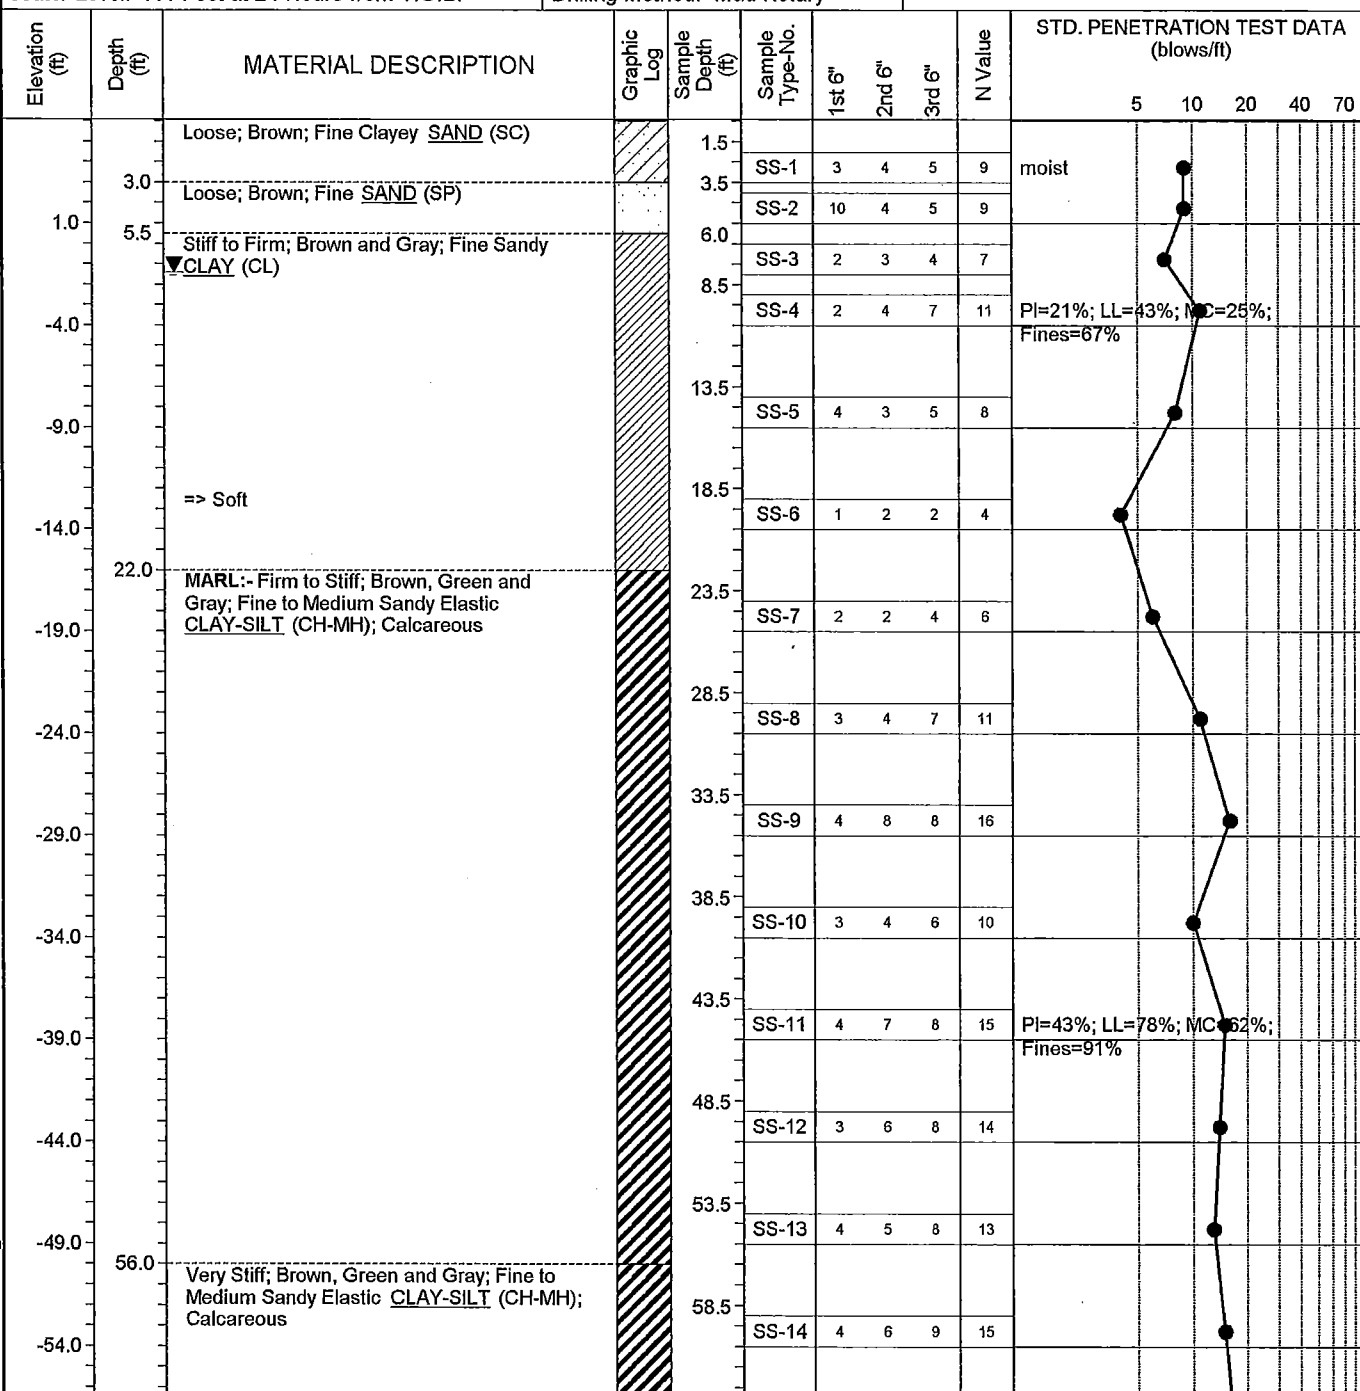 STD. PENETRATION TEST DATA
(blows/ft)
Elevation
(ft)
Depth
(ft)
MATERIAL DESCRIPTION
Graphic
Log
Sample
Depth
(ft)
Sample
Type-No.
1st 6"
2nd 6"
3rd 6"
N Value
5 10 20 40 70
Loose; Brown; Fine Clayey SAND (SC)
1.5
SS-1 3 4 5 9 moist
3.0 3.5
Loose; Brown; Fine SAND (SP)
SS-2 10 4 5 9
1.0
5.5 6.0
Stiff to Firm; Brown and Gray; Fine Sandy
CLAY (CL)
SS-3 2 3 4 7
8.5
SS-4 2 4 7 11 PI=21%; LL=43%; MC=25%;
-4.0
Fines=67%
13.5
SS-5 4 3 5 8
-9.0
18.5
=> Soft
SS-6 1 2 2 4
-14.0
22.0
MARL:- Firm to Stiff; Brown, Green and
23.5
Gray; Fine to Medium Sandy Elastic
SS-7 2 2 4 6
CLAY-SILT (CH-MH); Calcareous
-19.0
28.5
SS-8 3 4 7 11
-24.0
33.5
SS-9 4 8 8 16
-29.0
38.5
SS-10 3 4 6 10
-34.0
43.5
SS-11 4 7 8 15 PI=43%; LL=78%; MC=62%;
-39.0
Fines=91%
48.5
SS-12 3 6 8 14
-44.0
53.5
SS-13 4 5 8 13
-49.0
56.0
Very Stiff; Brown, Green and Gray; Fine to
Medium Sandy Elastic CLAY-SILT (CH-MH);
58.5
Calcareous
SS-14 4 6 9 15
-54.0